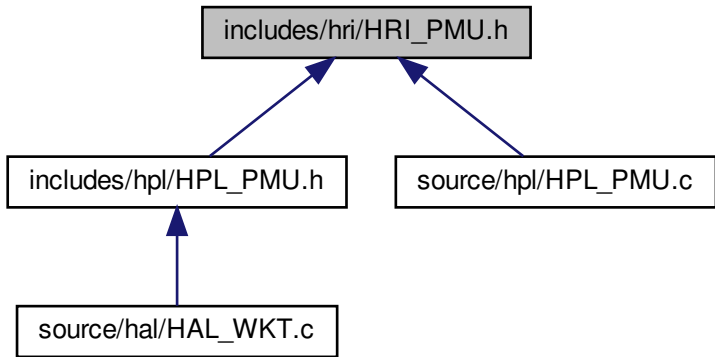 includes/hri/HRI_PMU.h
includes/hpl/HPL_PMU.h
source/hpl/HPL_PMU.c
source/hal/HAL_WKT.c